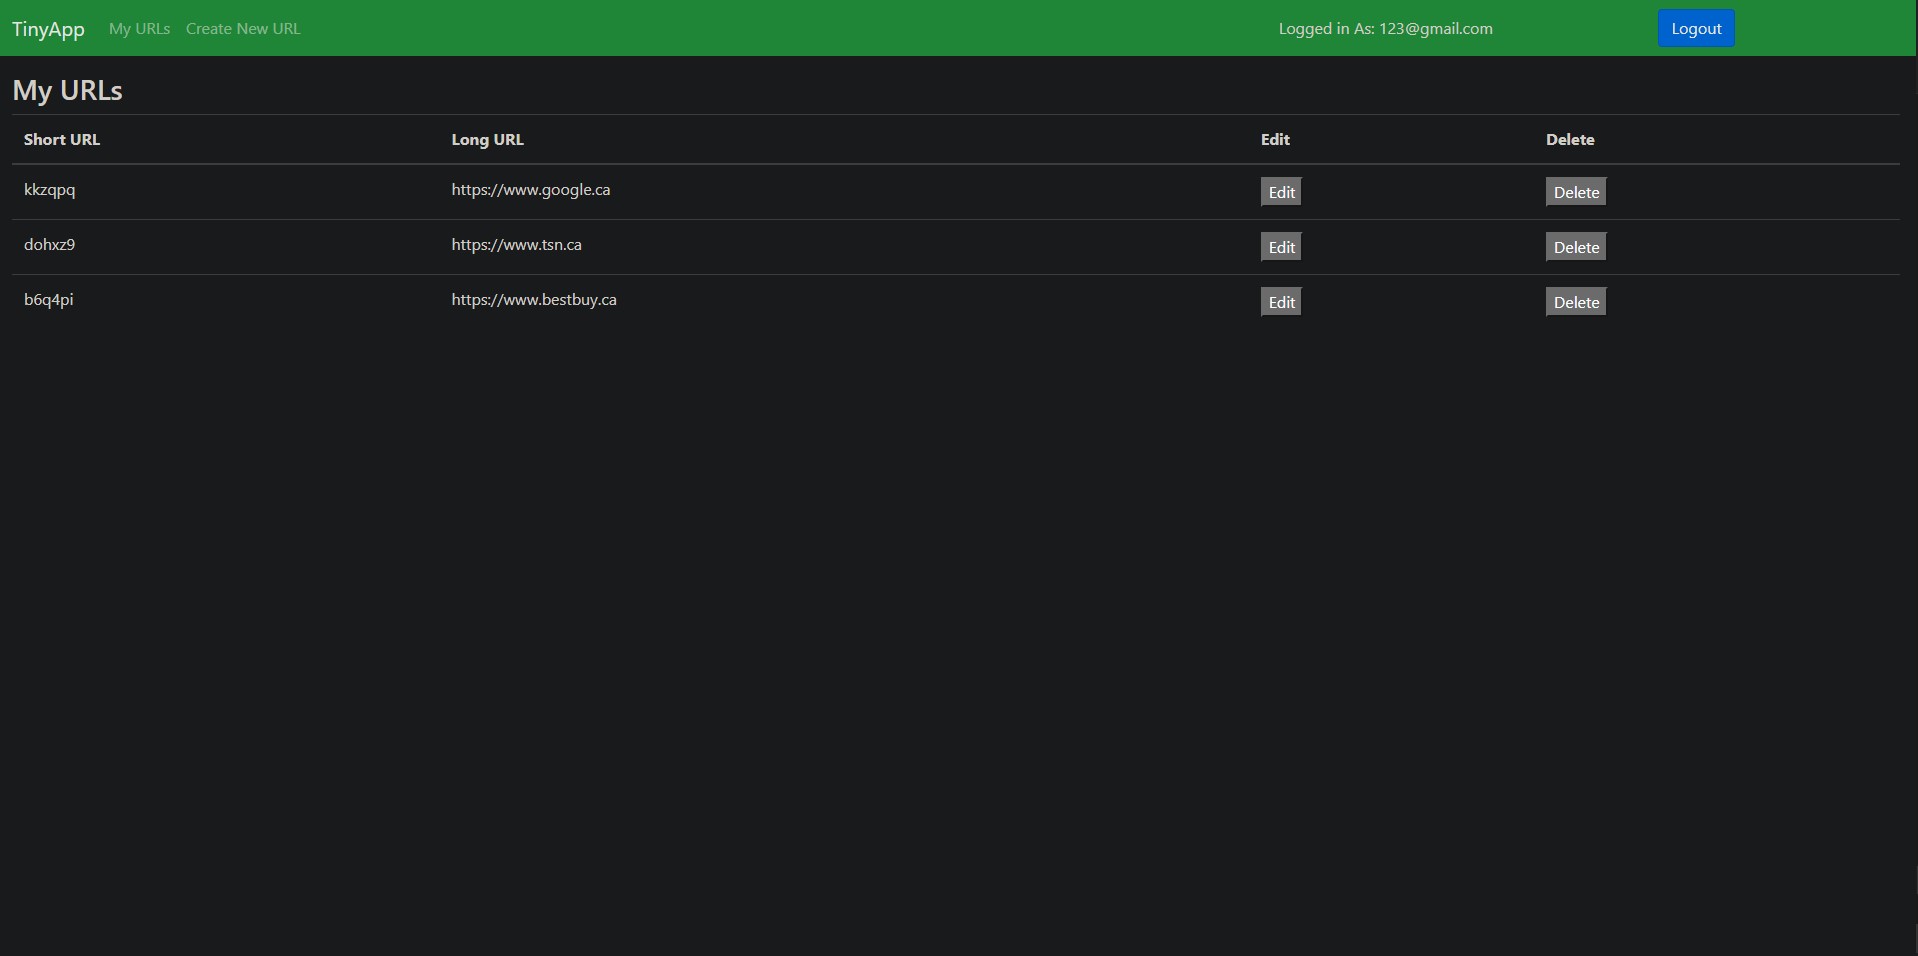 TinyApp My URLs Create New URL Logged in As: 123@gmail.com Logout
My URLs
Short URL Long URL Edit Delete
kkzqpq https://www.google.ca Edit Delete
dohxz9 https://www.tsn.ca Edit Delete
b6q4pi https://www.bestbuy.ca Edit Delete